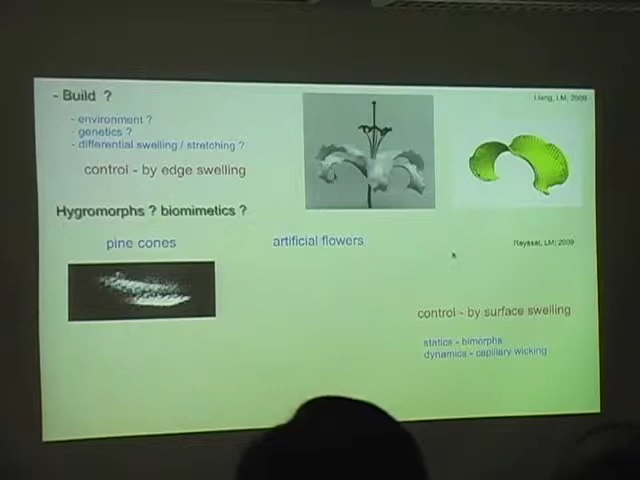 - Build ?
Liang, LM, 2009
- environment ?
- genetics ?
- differential swelling / stretching ?
control - by edge swelling
Hygromorphs ? biomimetics ?
pine cones
artificial flowers
Reyssat, LM, 2009
control - by surface swelling
statics - bimorphs
dynamics - capillary wicking